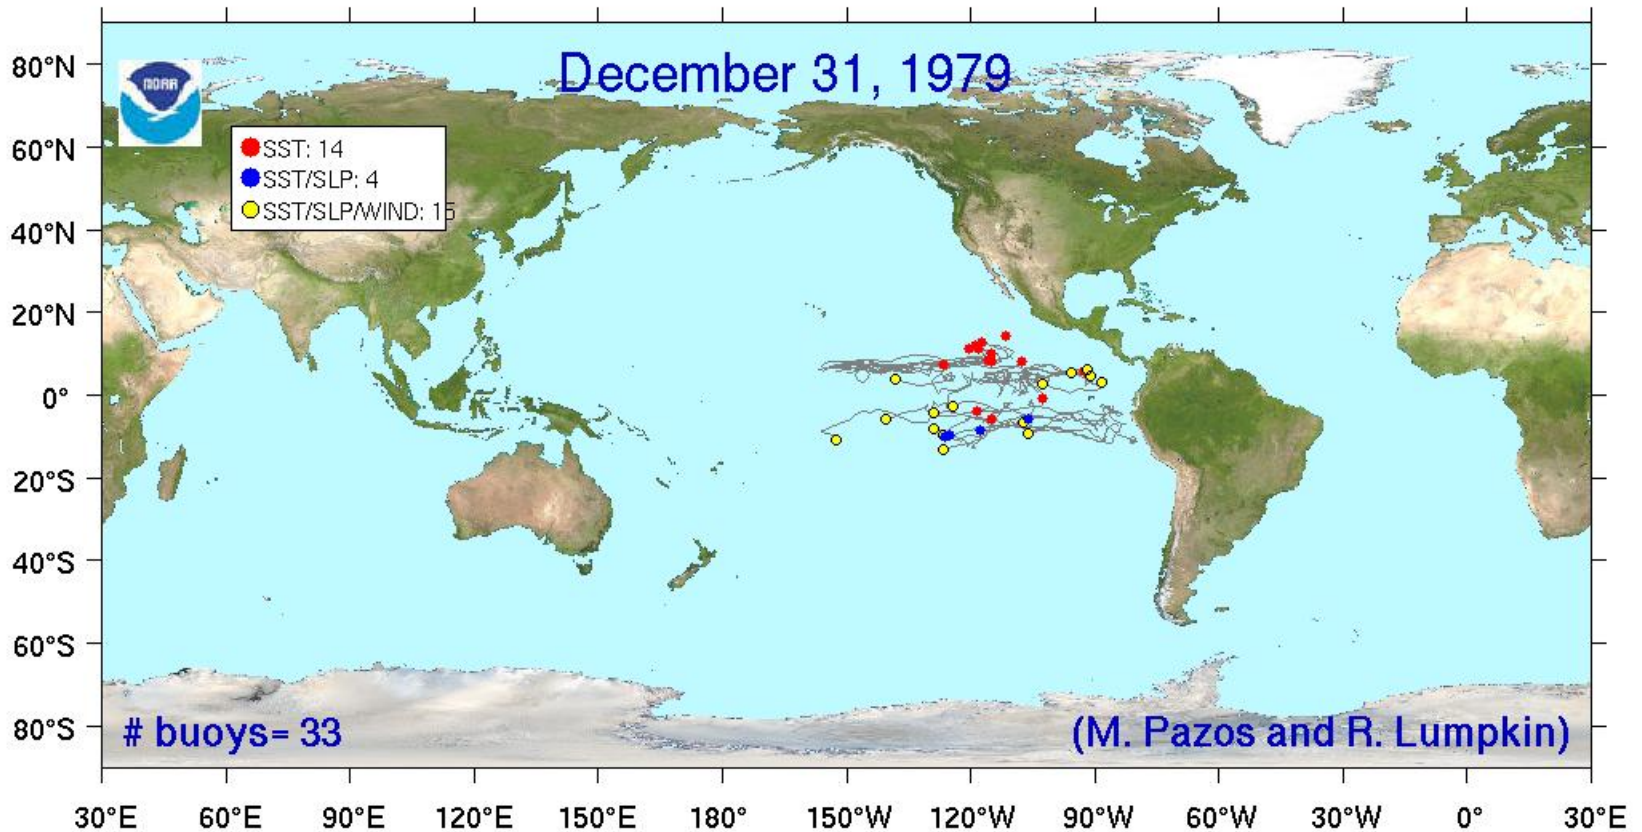 80°N
60°N
40°N
20°N
0°
20°S
40°S
60°S
80°S
NOAA
December 31, 1979
SST: 14
SST/SLP: 4
SST/SLP/WIND: 15
# buoys= 33
(M. Pazos and R. Lumpkin)
30°E 60°E 90°E 120°E 150°E 180° 150°W 120°W 90°W 60°W 30°W 0° 30°E